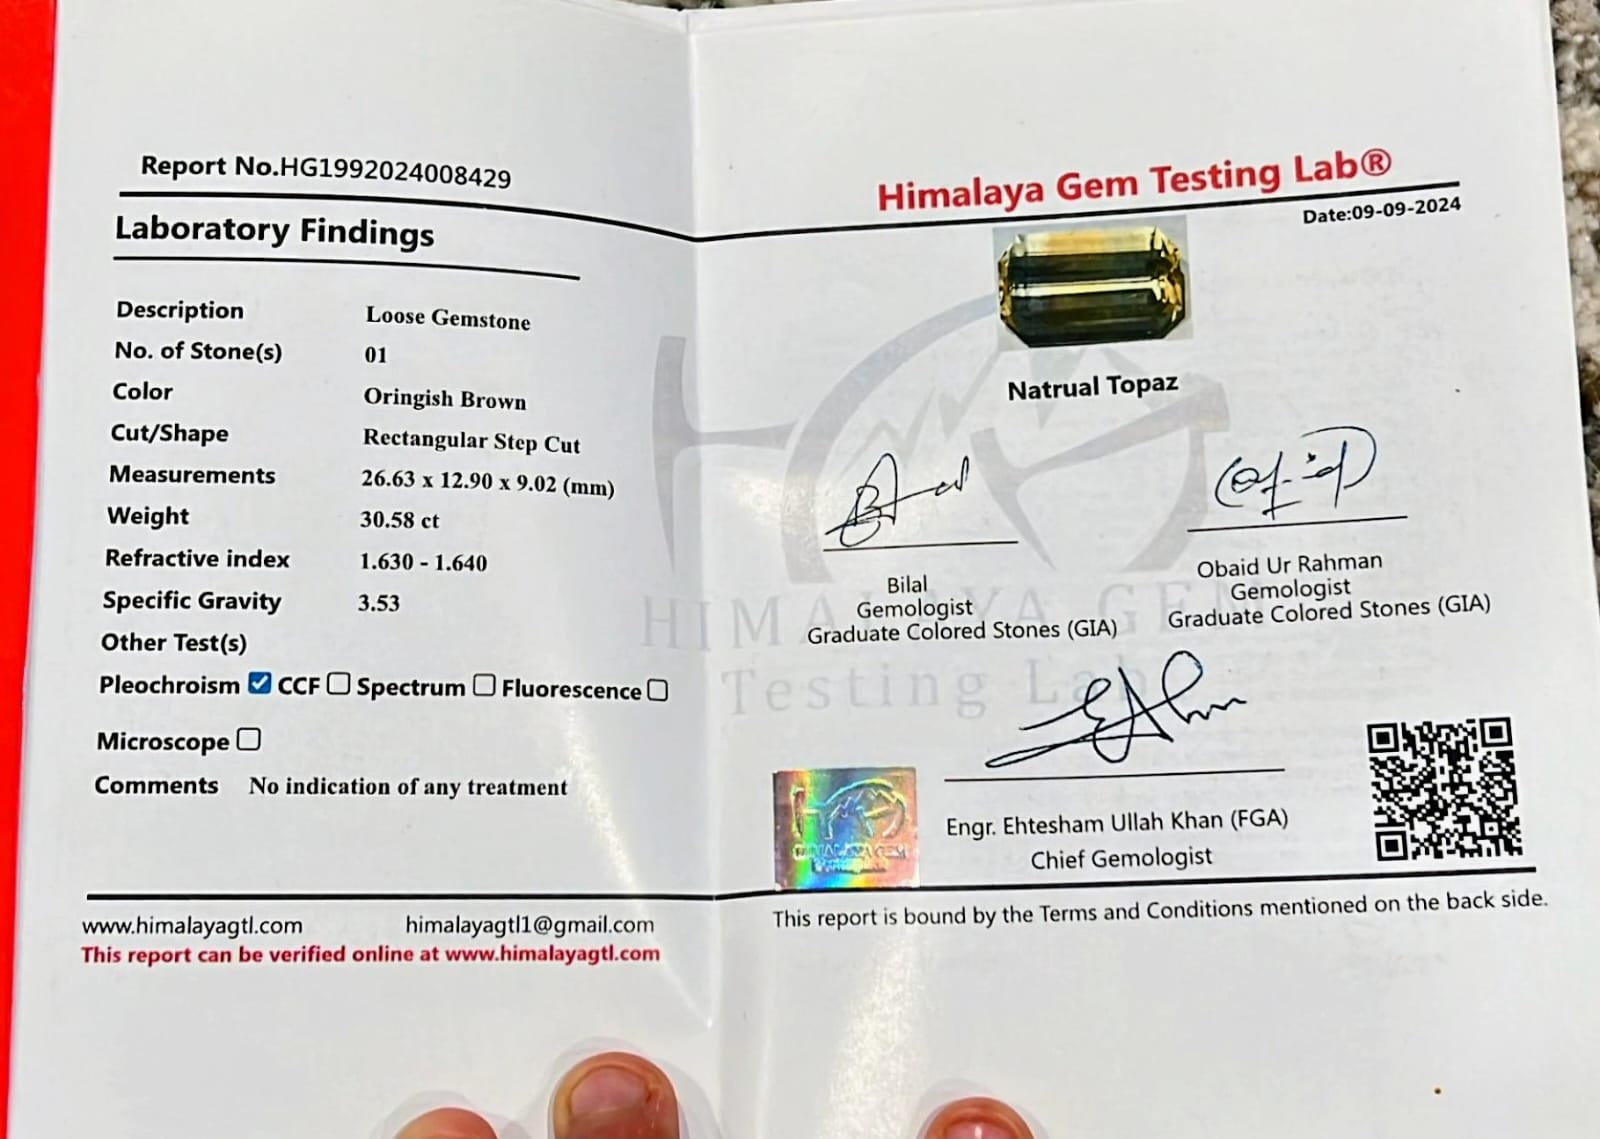 Report No.HG1992024008429
Laboratory Findings
Description Loose Gemstone
No. of Stone(s) 01
Color Oringish Brown
Cut/Shape Rectangular Step Cut
Measurements 26.63 x 12.90 x 9.02 (mm)
Weight 30.58 ct
Refractive index 1.630 - 1.640
Specific Gravity 3.53
Other Test(s)
Pleochroism CCF Spectrum Fluorescence
Microscope
Comments No indication of any treatment
www.himalayagtl.com himalayagtl1@gmail.com
This report can be verified online at www.himalayagtl.com
Himalaya Gem Testing Lab®
Date:09-09-2024
Natrual Topaz
Bilal
Gemologist
Graduate Colored Stones (GIA)
Obaid Ur Rahman
Gemologist
Graduate Colored Stones (GIA)
HIMALAYA GEM
Testing Lab
Engr. Ehtesham Ullah Khan (FGA)
Chief Gemologist
HIMALAYA GEM
This report is bound by the Terms and Conditions mentioned on the back side.